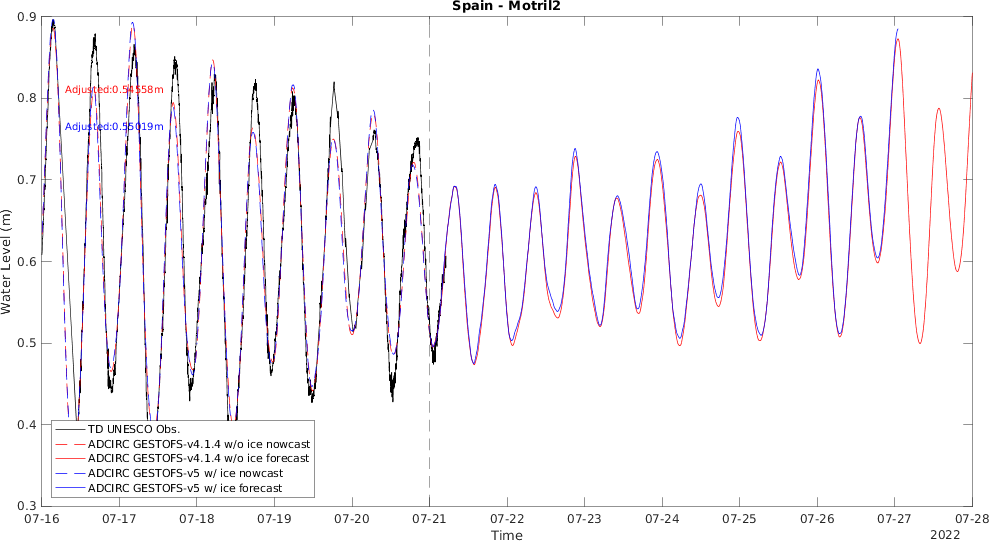 Spain - Motril2
0.9
0.8
0.7
0.6
0.5
0.4
0.3
Water Level (m)
Adjusted:0.54558m
Adjusted:0.55019m
TD UNESCO Obs.
ADCIRC GESTOFS-v4.1.4 w/o ice nowcast
ADCIRC GESTOFS-v4.1.4 w/o ice forecast
ADCIRC GESTOFS-v5 w/ ice nowcast
ADCIRC GESTOFS-v5 w/ ice forecast
07-16 07-17 07-18 07-19 07-20 07-21 07-22 07-23 07-24 07-25 07-26 07-27 07-28
Time
2022